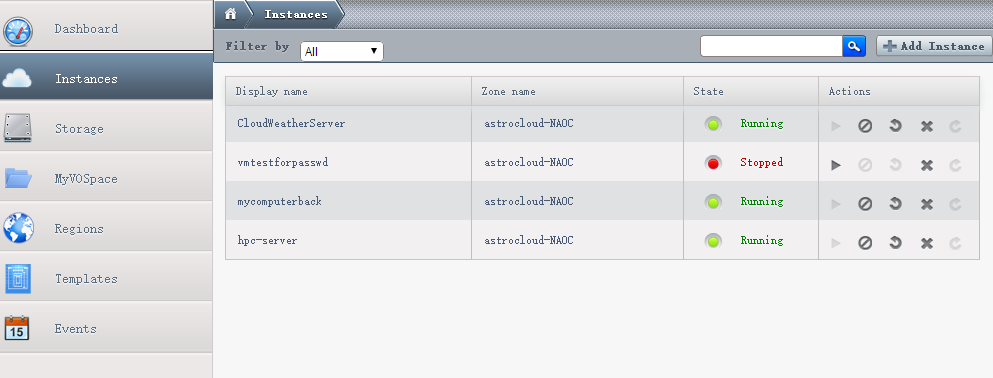 Dashboard
Instances
Storage
MyVOSpace
Regions
Templates
15
Events
Instances
Filter by All Add Instance
Display name Zone name State Actions
CloudWeatherServer astrocloud-NAOC Running
vmtestforpasswd astrocloud-NAOC Stopped
mycomputerback astrocloud-NAOC Running
hpc-server astrocloud-NAOC Running